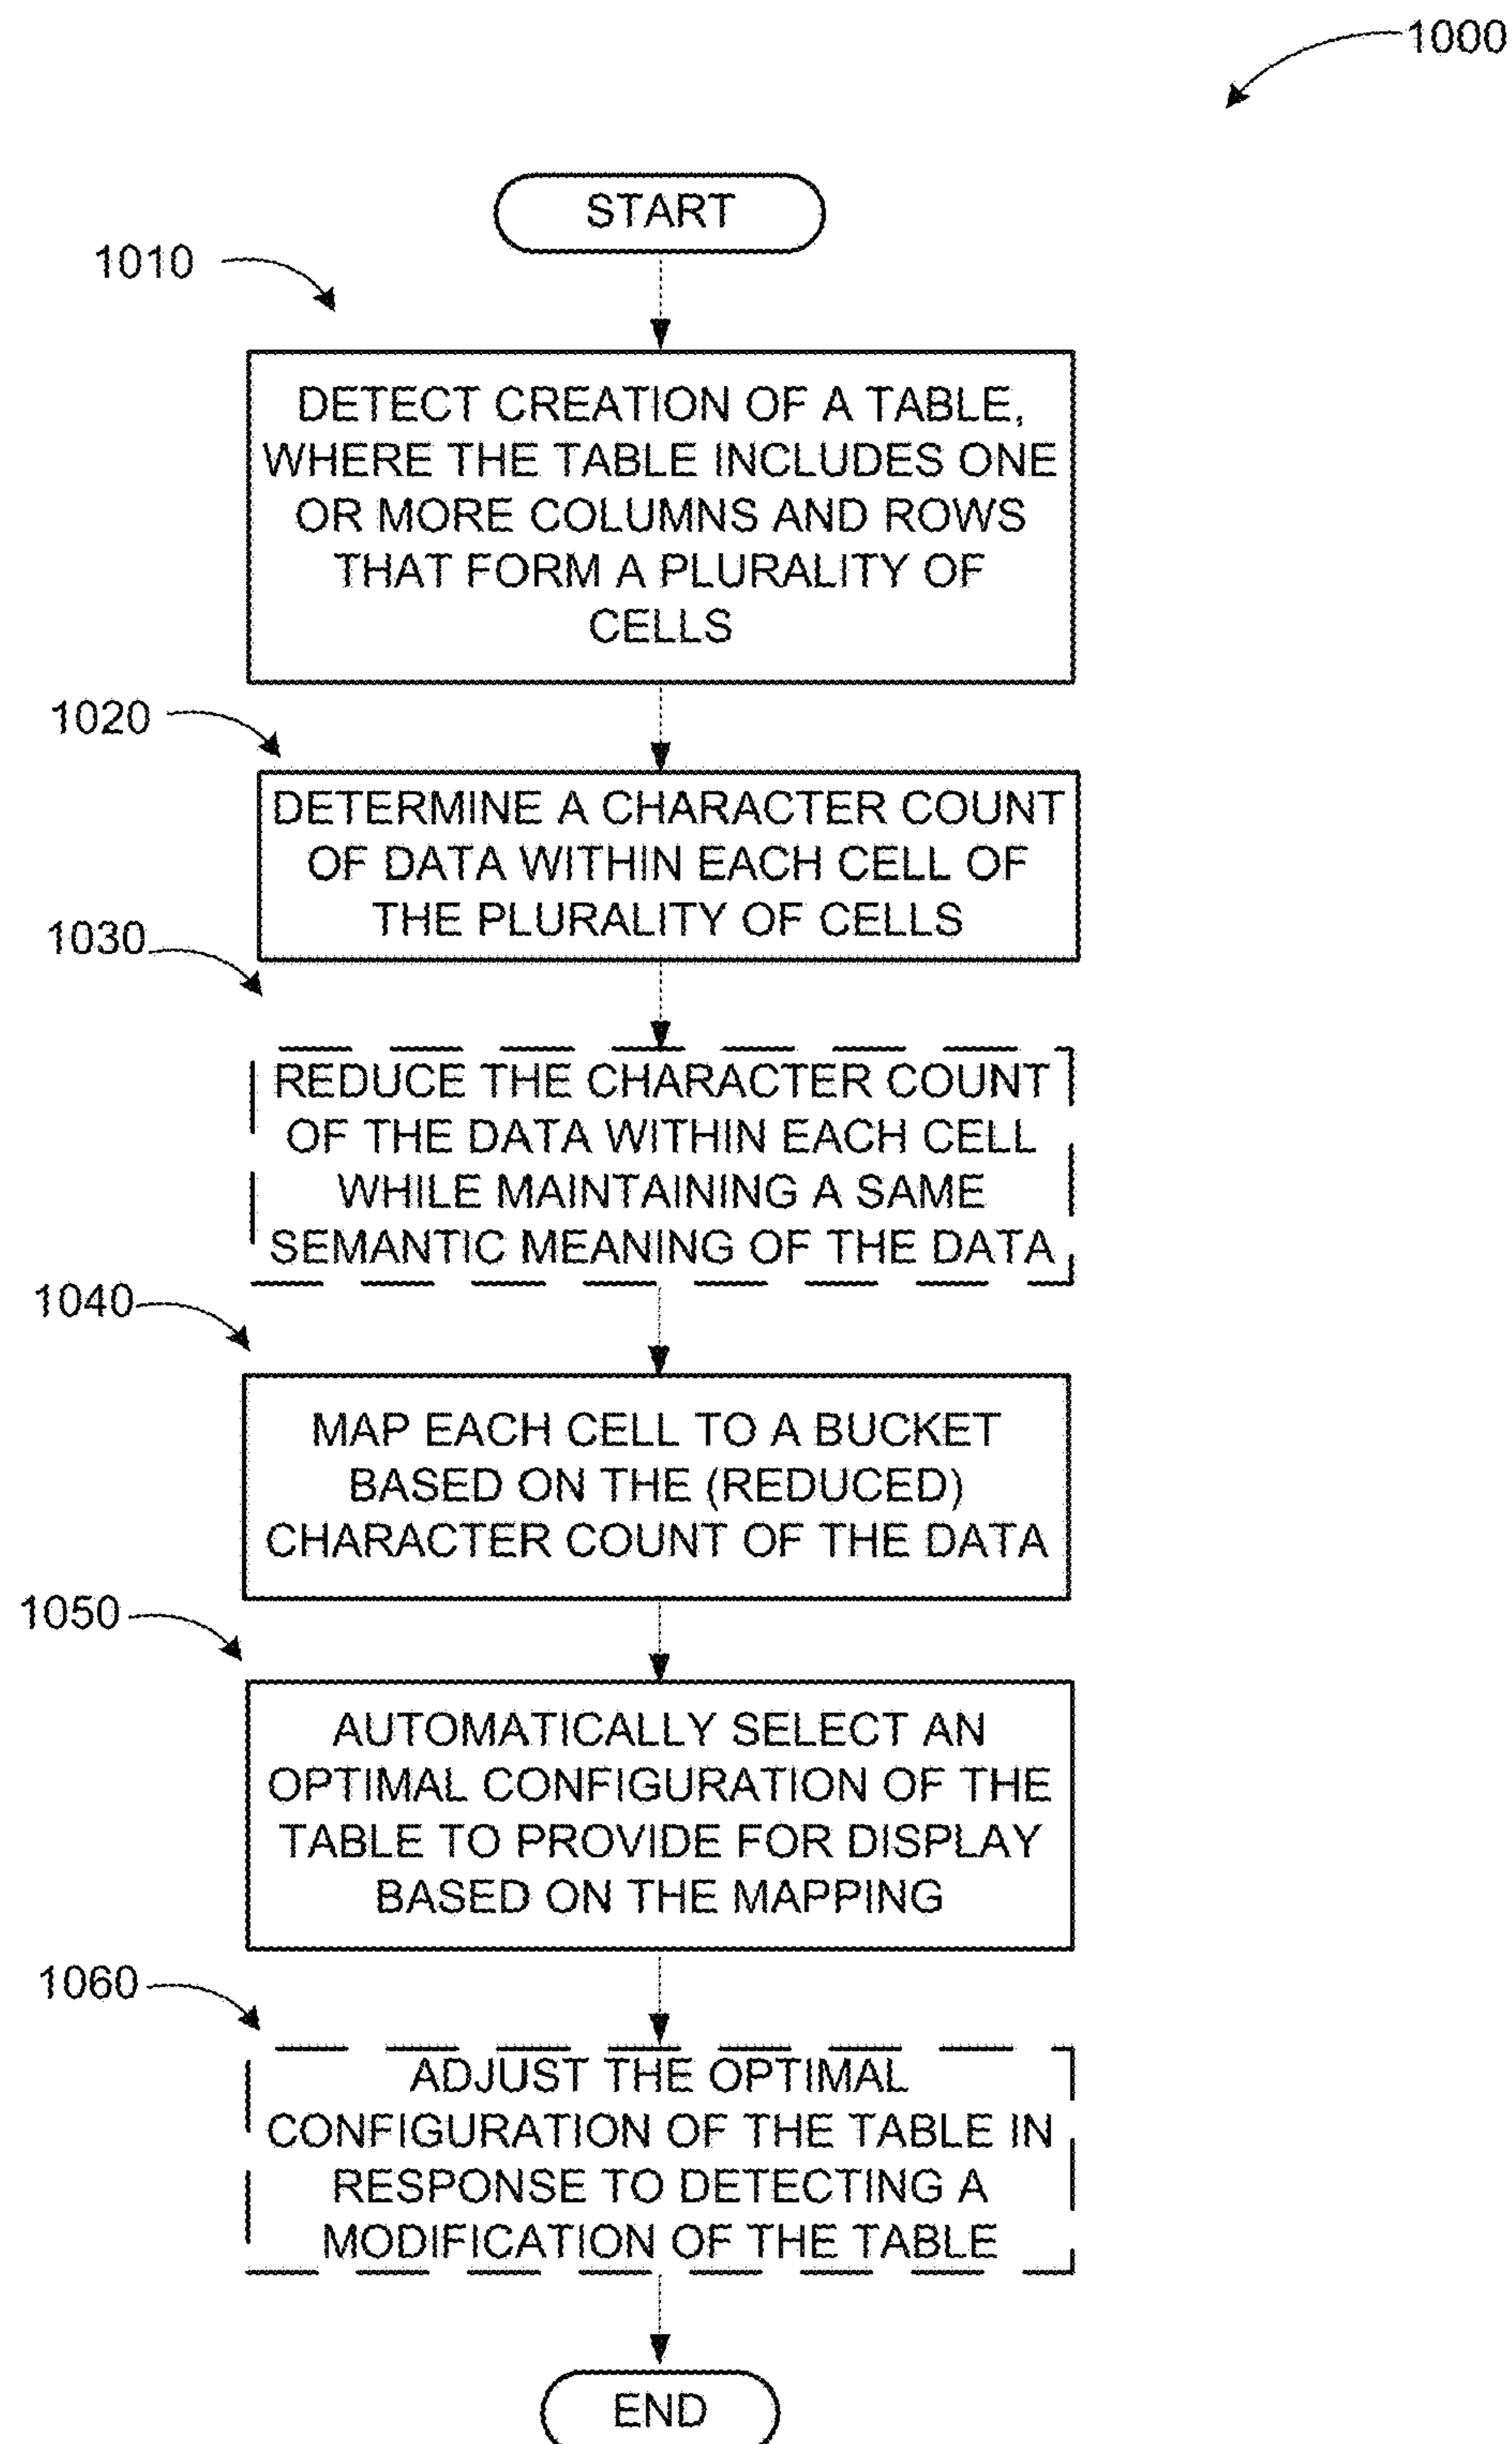 1000
START
1010
DETECT CREATION OF A TABLE,
WHERE THE TABLE INCLUDES ONE
OR MORE COLUMNS AND ROWS
THAT FORM A PLURALITY OF
CELLS
1020
DETERMINE A CHARACTER COUNT
OF DATA WITHIN EACH CELL OF
THE PLURALITY OF CELLS
1030
REDUCE THE CHARACTER COUNT
OF THE DATA WITHIN EACH CELL
WHILE MAINTAINING A SAME
SEMANTIC MEANING OF THE DATA
1040
MAP EACH CELL TO A BUCKET
BASED ON THE (REDUCED)
CHARACTER COUNT OF THE DATA
1050
AUTOMATICALLY SELECT AN
OPTIMAL CONFIGURATION OF THE
TABLE TO PROVIDE FOR DISPLAY
BASED ON THE MAPPING
1060
ADJUST THE OPTIMAL
CONFIGURATION OF THE TABLE IN
RESPONSE TO DETECTING A
MODIFICATION OF THE TABLE
END